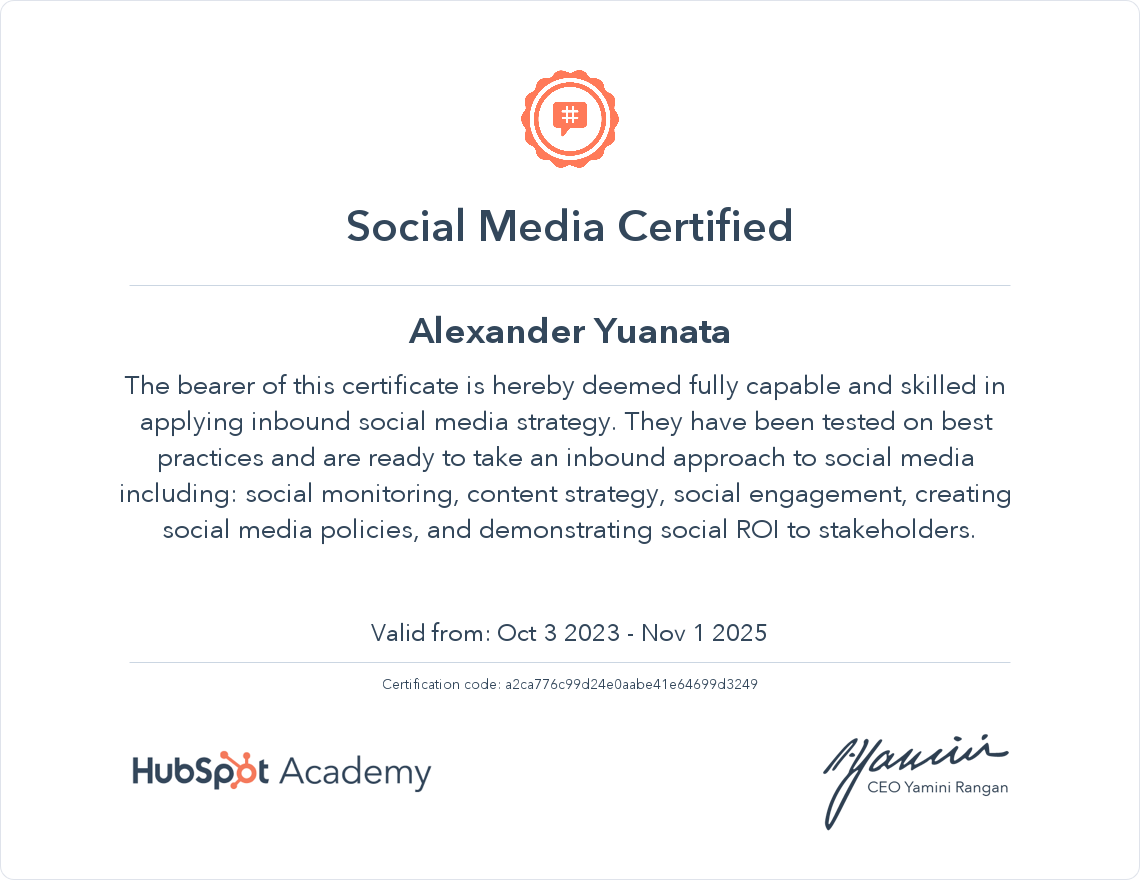 #
Social Media Certified
Alexander Yuanata
The bearer of this certificate is hereby deemed fully capable and skilled in
applying inbound social media strategy. They have been tested on best
practices and are ready to take an inbound approach to social media
including: social monitoring, content strategy, social engagement, creating
social media policies, and demonstrating social ROI to stakeholders.
Valid from: Oct 3 2023 - Nov 1 2025
Certification code: a2ca776c99d24e0aabe41e64699d3249
HubSpot Academy
Yamini
CEO Yamini Rangan